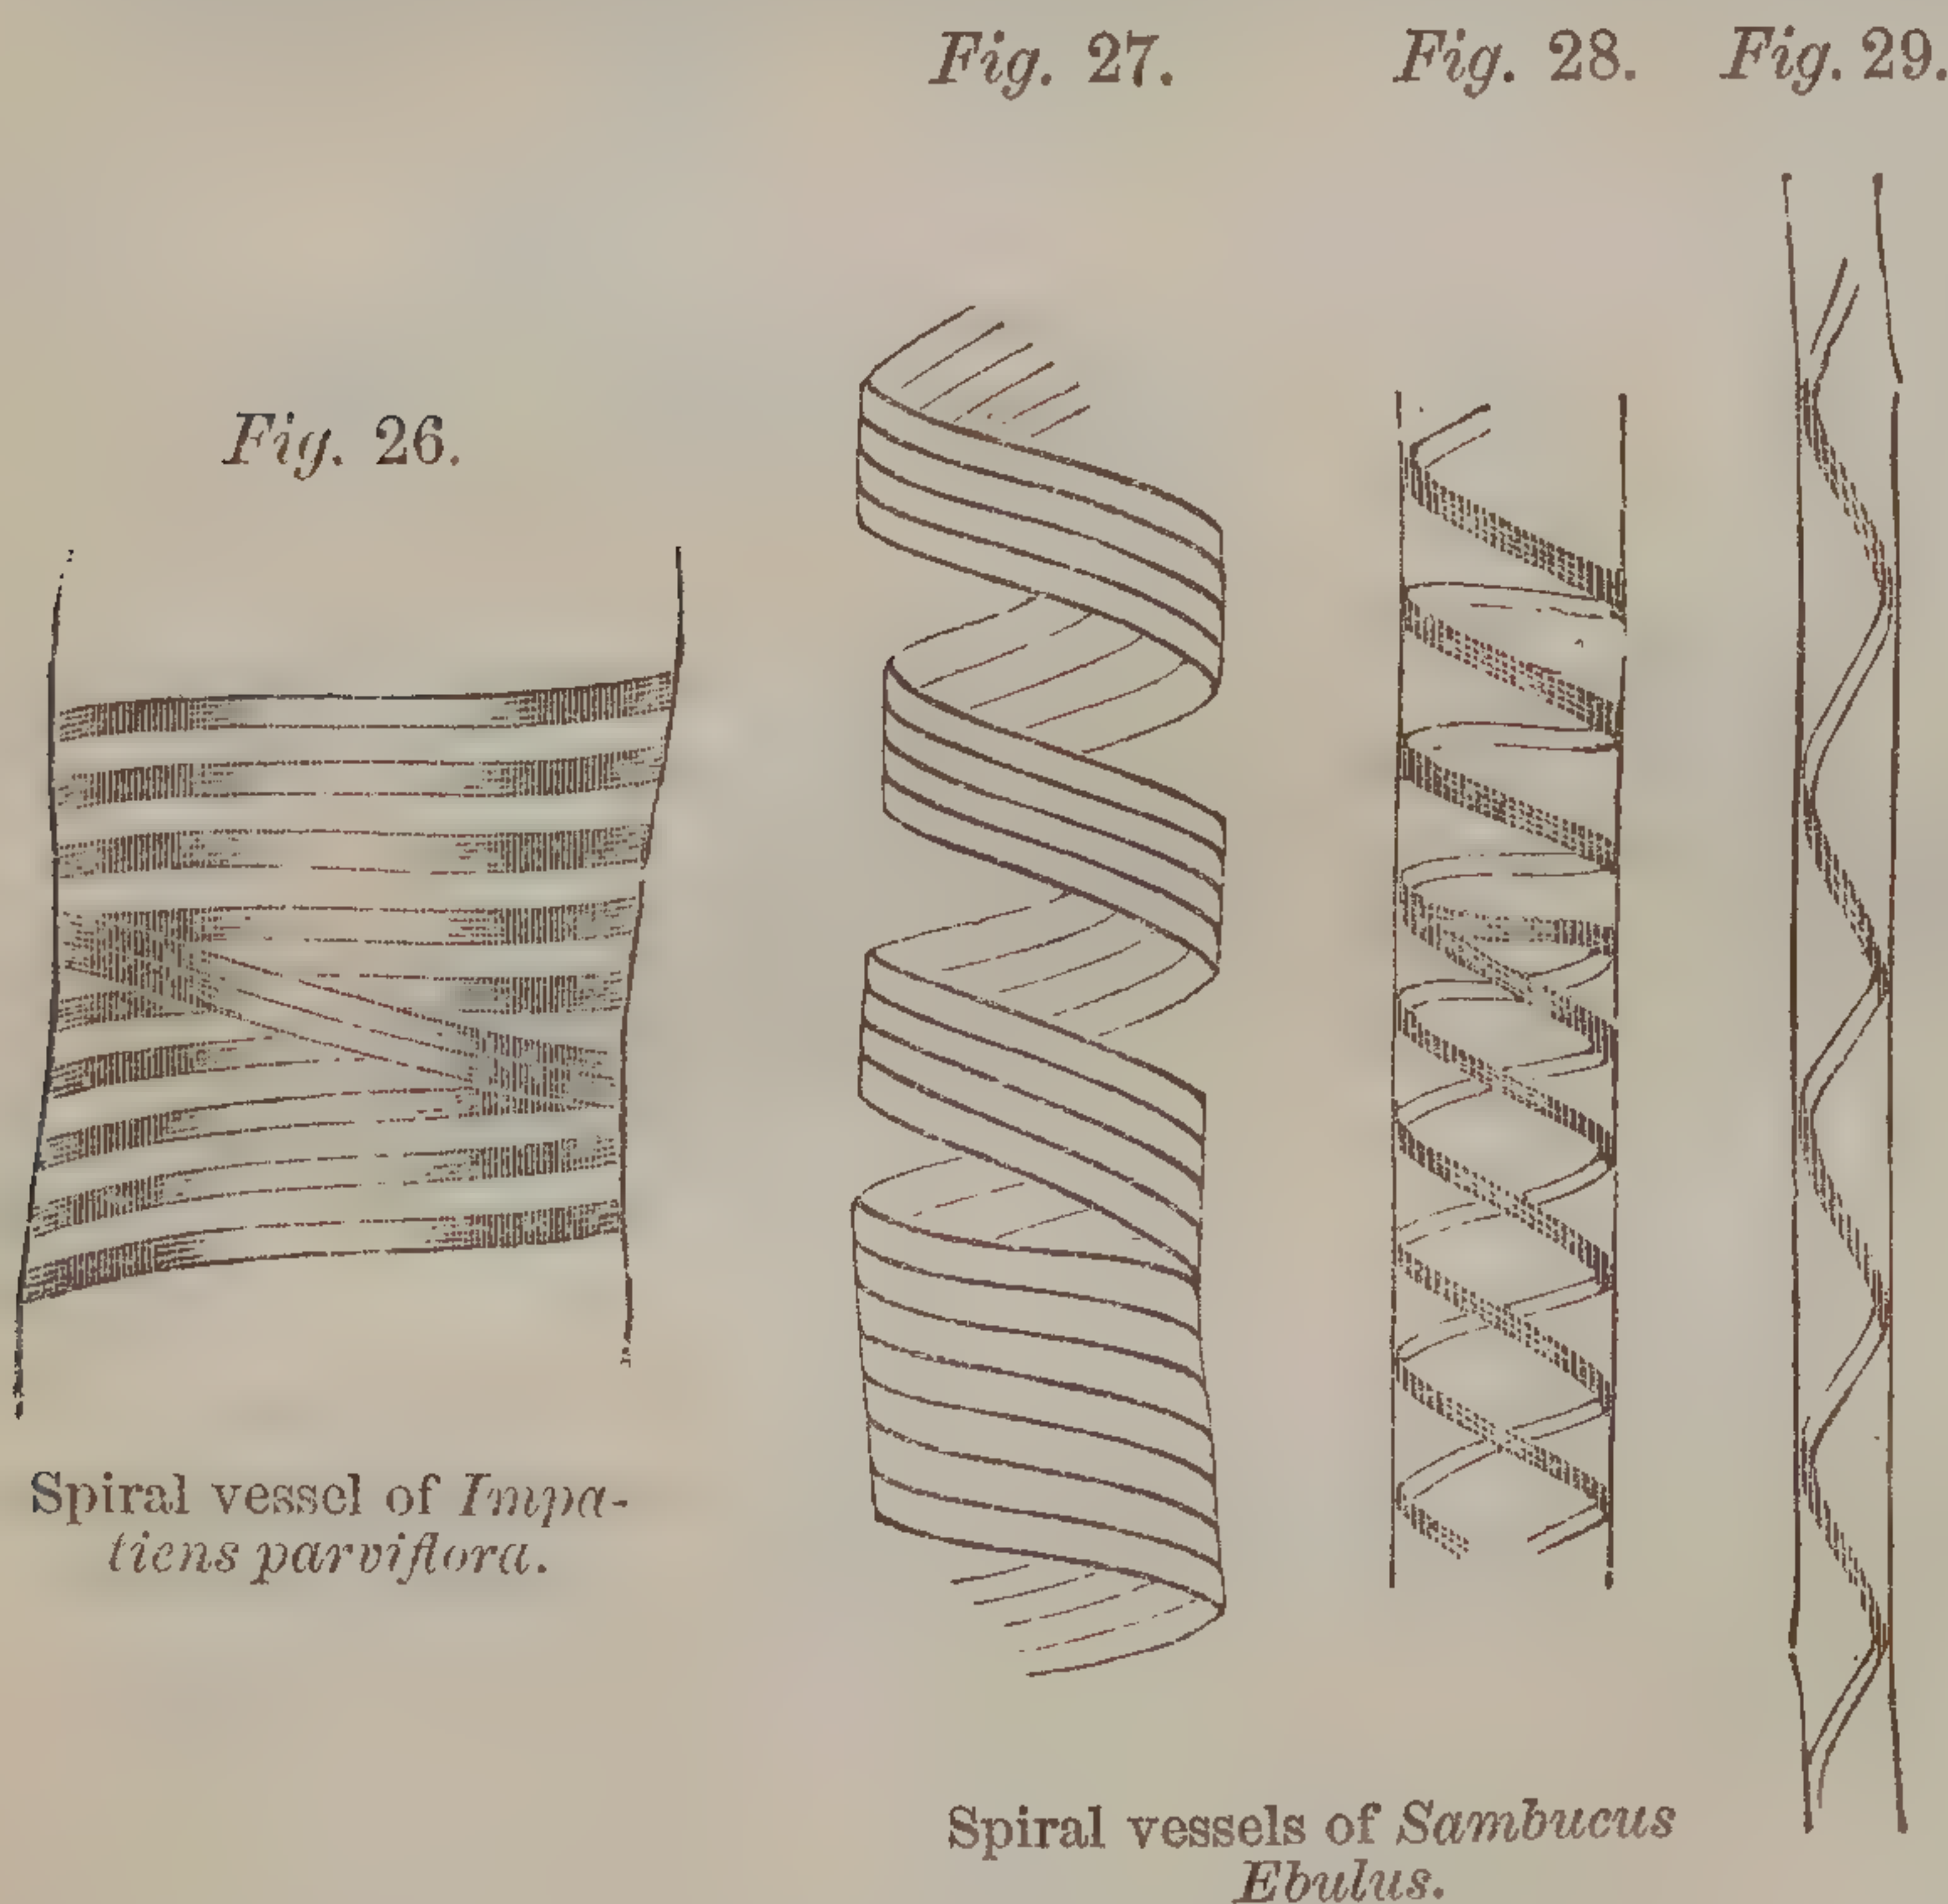 Fig. 27.
Fig. 28.
Fig. 29.
Fig. 26.
Spiral vessel of Impa-
tiens parviflora.
Spiral vessels of Sambucus
Ebulus.